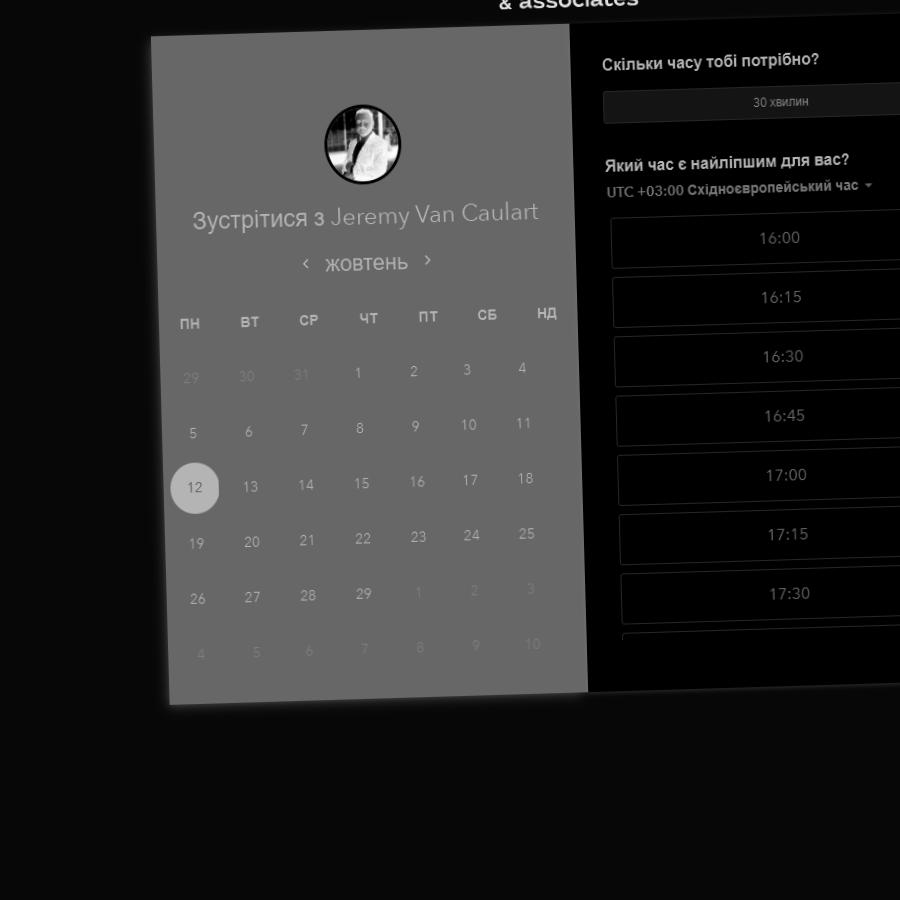 & associates
Зустрітися з Jeremy Van Caulart
жовтень
ПН ВТ СР ЧТ ПТ СБ НД
29 30 31 1 2 3 4
5 6 7 8 9 10 11
12 13 14 15 16 17 18
19 20 21 22 23 24 25
26 27 28 29 1 2 3
4 5 6 7 8 9 10
Скільки часу тобі потрібно?
30 хвилин
Який час є найліпшим для вас?
UTC +03:00 Східноєвропейський час
16:00
16:15
16:30
16:45
17:00
17:15
17:30